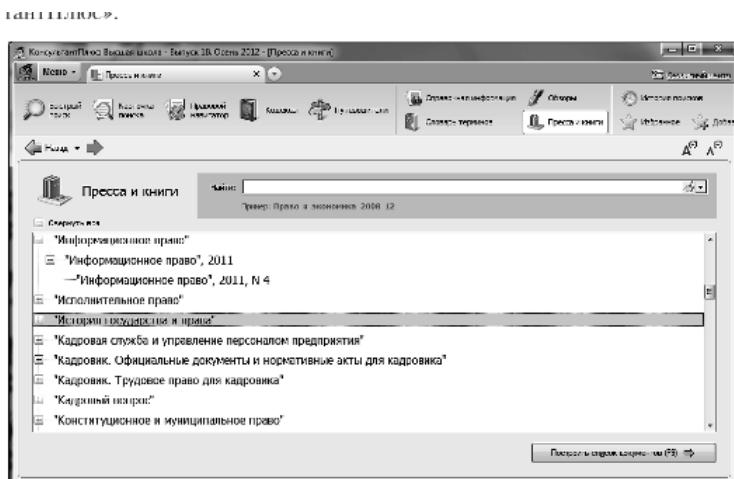 КонсультантПлюс Высшая школа - Выпуск 18. Осень 2012 - [Пресса и книги]
Меню
Пресса и книги
Быстрый поиск
Карточка поиска
Правовой навигатор
Кодексы
Путеводители
Справочная информация
Словарь терминов
Обзоры
Пресса и книги
История поисков
Избранное
Назад
Пресса и книги
Найти:
Пример: Право и экономика 2008 12
Свернуть все
"Информационное право"
"Информационное право", 2011
"Информационное право", 2011, N 4
"Исполнительное право"
"История государства и права"
"Кадровая служба и управление персоналом предприятия"
"Кадровик. Официальные документы и нормативные акты для кадровика"
"Кадровик. Трудовое право для кадровика"
"Кадровый вопрос"
"Конституционное и муниципальное право"
Построить список документов (F9)